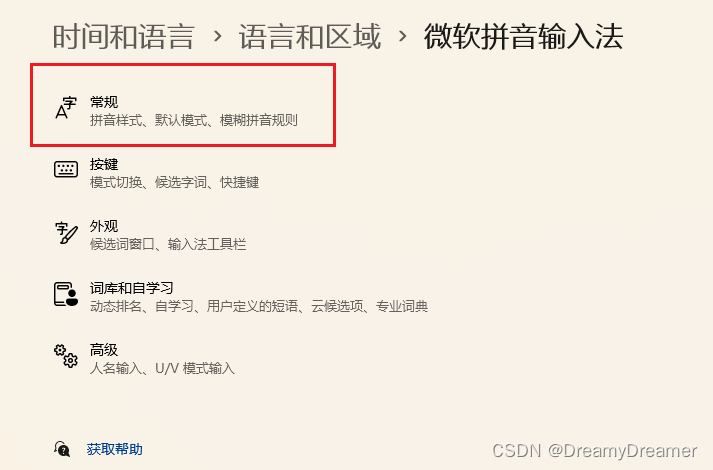 时间和语言 › 语言和区域 › 微软拼音输入法
常规
拼音样式、默认模式、模糊拼音规则
按键
模式切换、候选字词、快捷键
外观
候选词窗口、输入法工具栏
词库和自学习
动态排名、自学习、用户定义的短语、云候选项、专业词典
高级
人名输入、U/V 模式输入
获取帮助
CSDN @DreamyDreamer